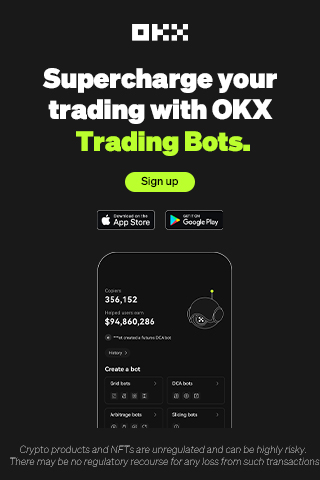 OKX
Supercharge your
trading with OKX
Trading Bots.
Sign up
Download on the
App Store
GET IT ON
Google Play
Copiers
356,152
Helped users earn
$94,860,286
***et created a futures DCA bot
History
Create a bot
Grid bots
DCA bots
Arbitrage bots
Slicing bots
Crypto products and NFTs are unregulated and can be highly risky.
There may be no regulatory recourse for any loss from such transactions